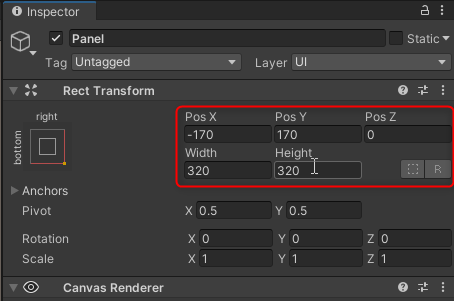 Inspector
Panel
Static
Tag Untagged Layer UI
Rect Transform
right
bottom
Pos X Pos Y Pos Z
-170 170 0
Width Height
320 320
R
Anchors
Pivot X 0.5 Y 0.5
Rotation X 0 Y 0 Z 0
Scale X 1 Y 1 Z 1
Canvas Renderer